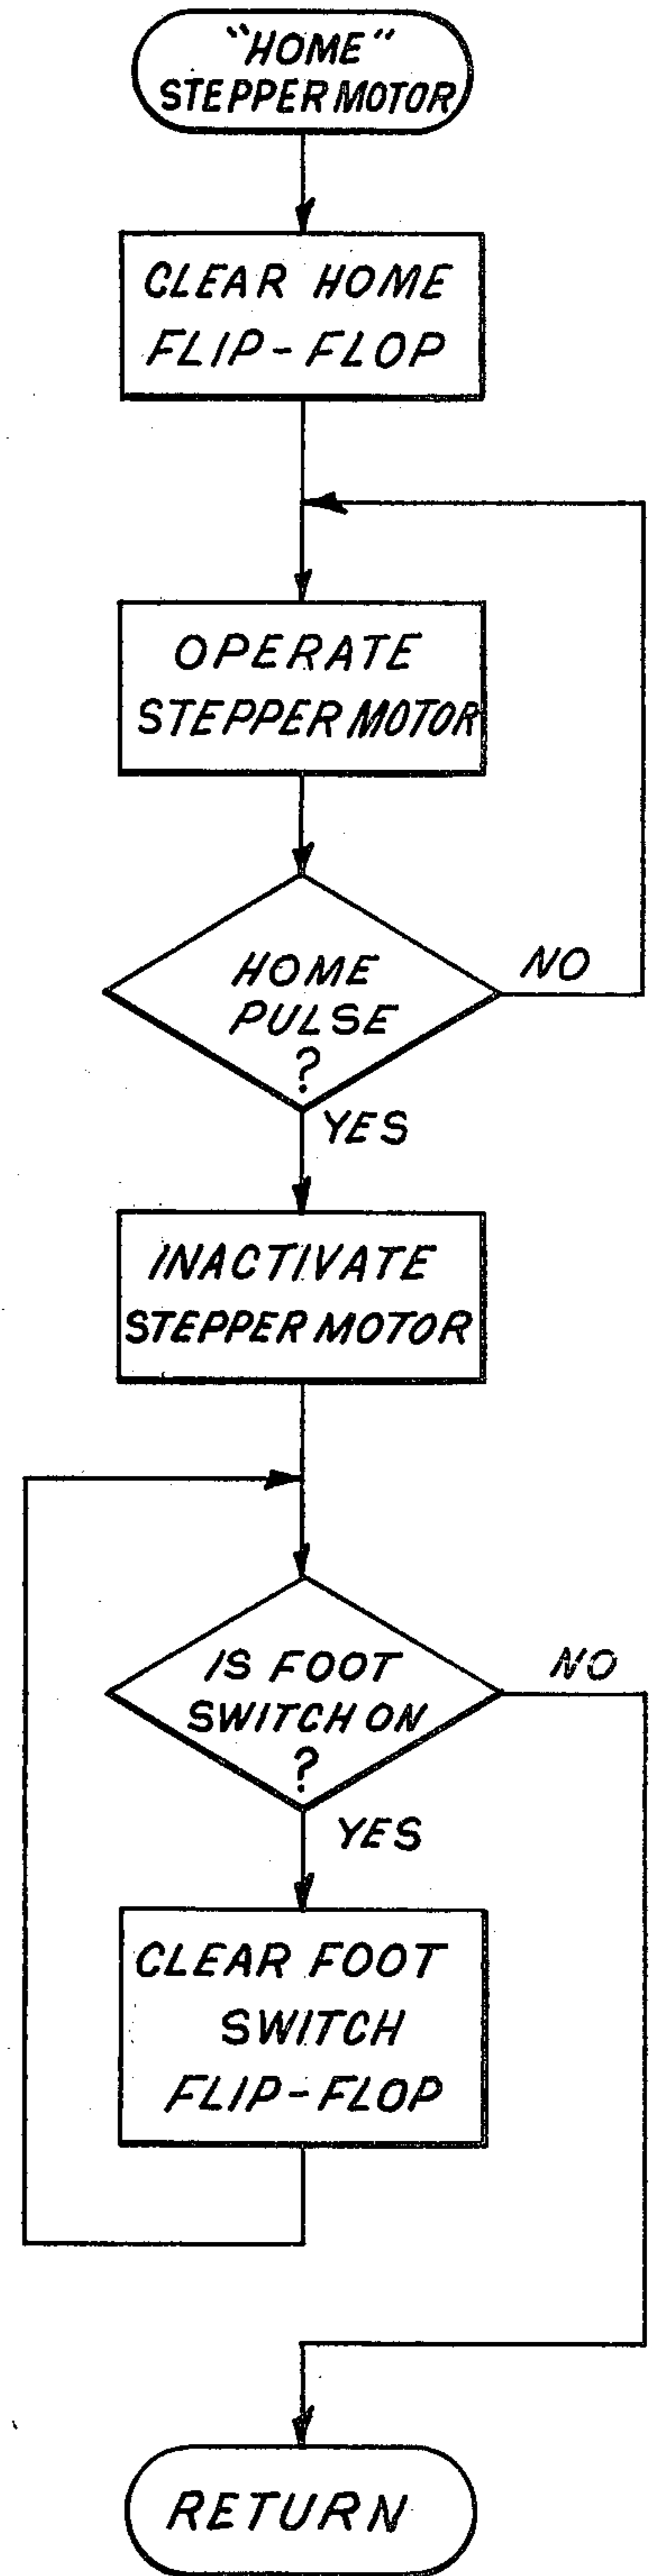 "HOME"
STEPPER MOTOR
CLEAR HOME
FLIP-FLOP
OPERATE
STEPPER MOTOR
HOME
PULSE
?
NO
YES
INACTIVATE
STEPPER MOTOR
IS FOOT
SWITCH ON
?
NO
YES
CLEAR FOOT
SWITCH
FLIP-FLOP
RETURN